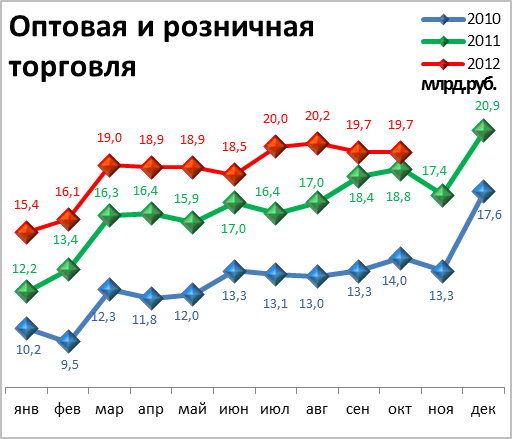 Оптовая и розничная
торговля
2010
2011
2012
млрд.руб.
15,4 16,1 19,0 18,9 18,9 18,5 20,0 20,2 19,7 19,7
12,2 13,4 16,3 16,4 15,9 17,0 16,4 17,0 18,4 18,8 17,4 20,9
10,2 9,5 12,3 11,8 12,0 13,3 13,1 13,0 13,3 14,0 13,3 17,6
янв фев мар апр май июн июл авг сен окт ноя дек